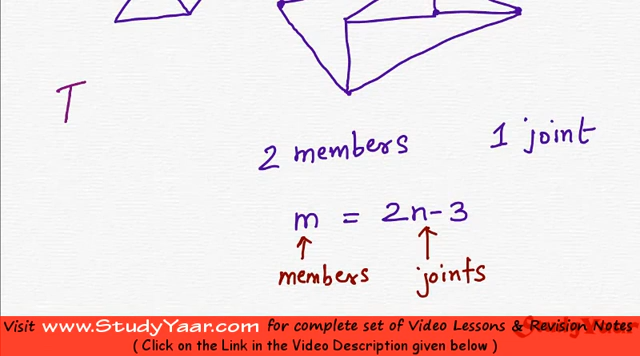 T
2 members 1 joint
m = 2n-3
members joints
Visit www.StudyYaar.com for complete set of Video Lessons & Revision Notes
( Click on the Link in the Video Description given below )
StudyYaar